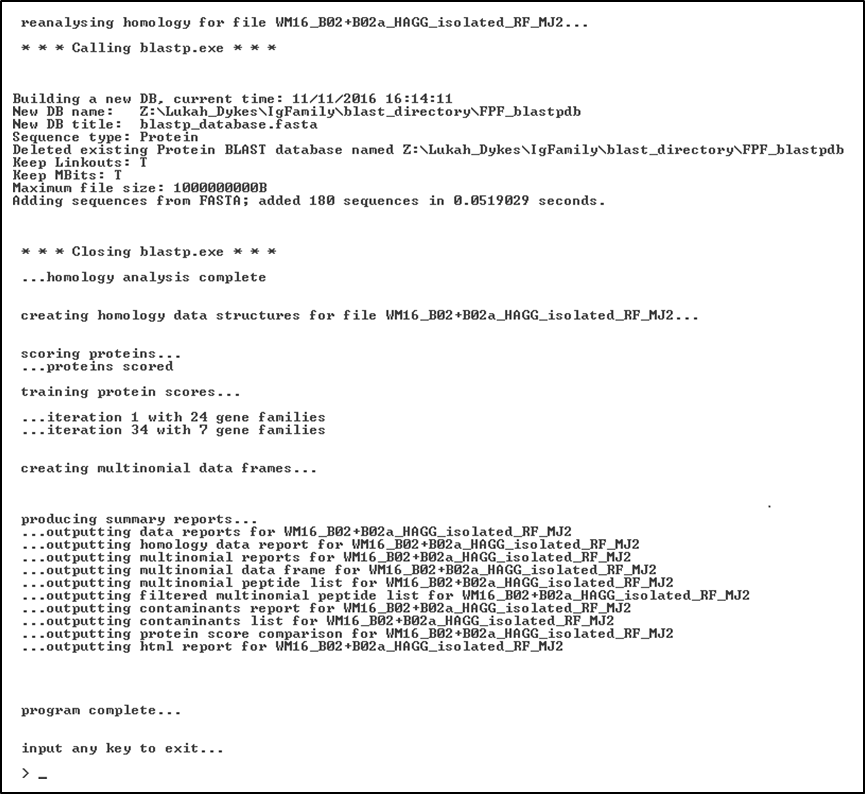 reanalysing homology for file WM16_B02+B02a_HAGG_isolated_RF_MJ2...
* * * Calling blastp.exe * * *
Building a new DB, current time: 11/11/2016 16:14:11
New DB name:   Z:\Lukah_Dykes\IgFamily\blast_directory\FPF_blastpdb
New DB title:  blastp_database.fasta
Sequence type: Protein
Deleted existing Protein BLAST database named Z:\Lukah_Dykes\IgFamily\blast_directory\FPF_blastpdb
Keep Linkouts: T
Keep MBits: T
Maximum file size: 1000000000B
Adding sequences from FASTA; added 180 sequences in 0.0519029 seconds.
* * * Closing blastp.exe * * *
...homology analysis complete
creating homology data structures for file WM16_B02+B02a_HAGG_isolated_RF_MJ2...
scoring proteins...
...proteins scored
training protein scores...
...iteration 1 with 24 gene families
...iteration 34 with 7 gene families
creating multinomial data frames...
producing summary reports...
...outputting data reports for WM16_B02+B02a_HAGG_isolated_RF_MJ2
...outputting homology data report for WM16_B02+B02a_HAGG_isolated_RF_MJ2
...outputting multinomial reports for WM16_B02+B02a_HAGG_isolated_RF_MJ2
...outputting multinomial data frame for WM16_B02+B02a_HAGG_isolated_RF_MJ2
...outputting multinomial peptide list for WM16_B02+B02a_HAGG_isolated_RF_MJ2
...outputting filtered multinomial peptide list for WM16_B02+B02a_HAGG_isolated_RF_MJ2
...outputting contaminants report for WM16_B02+B02a_HAGG_isolated_RF_MJ2
...outputting contaminants list for WM16_B02+B02a_HAGG_isolated_RF_MJ2
...outputting protein score comparison for WM16_B02+B02a_HAGG_isolated_RF_MJ2
...outputting html report for WM16_B02+B02a_HAGG_isolated_RF_MJ2
program complete...
input any key to exit...
> _